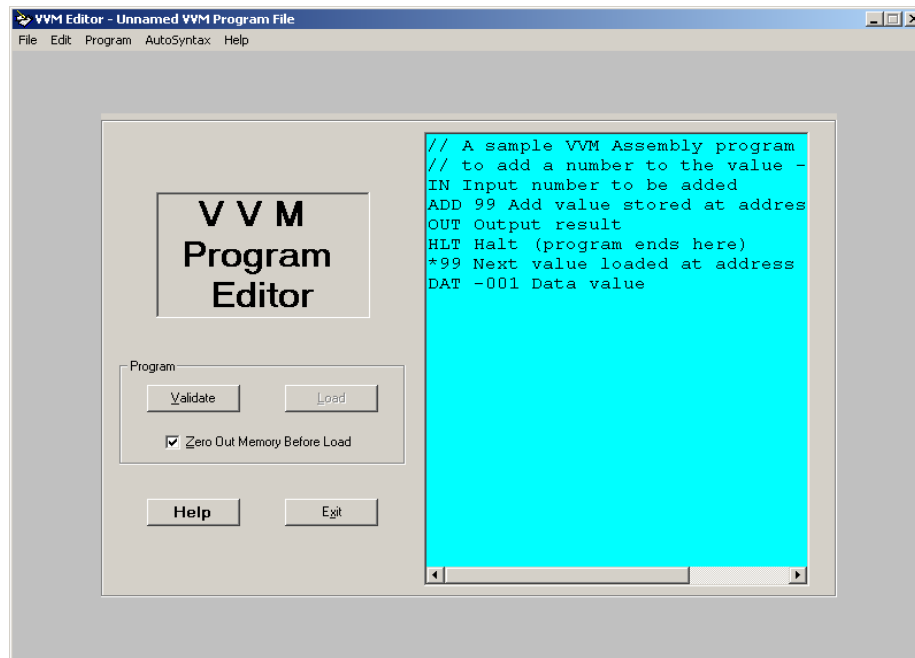 VVM Editor - Unnamed VVM Program File
File Edit Program AutoSyntax Help
V V M
Program
Editor
Program
Validate Load
Zero Out Memory Before Load
Help Exit
// A sample VVM Assembly program
// to add a number to the value -
IN Input number to be added
ADD 99 Add value stored at addres
OUT Output result
HLT Halt (program ends here)
*99 Next value loaded at address
DAT -001 Data value